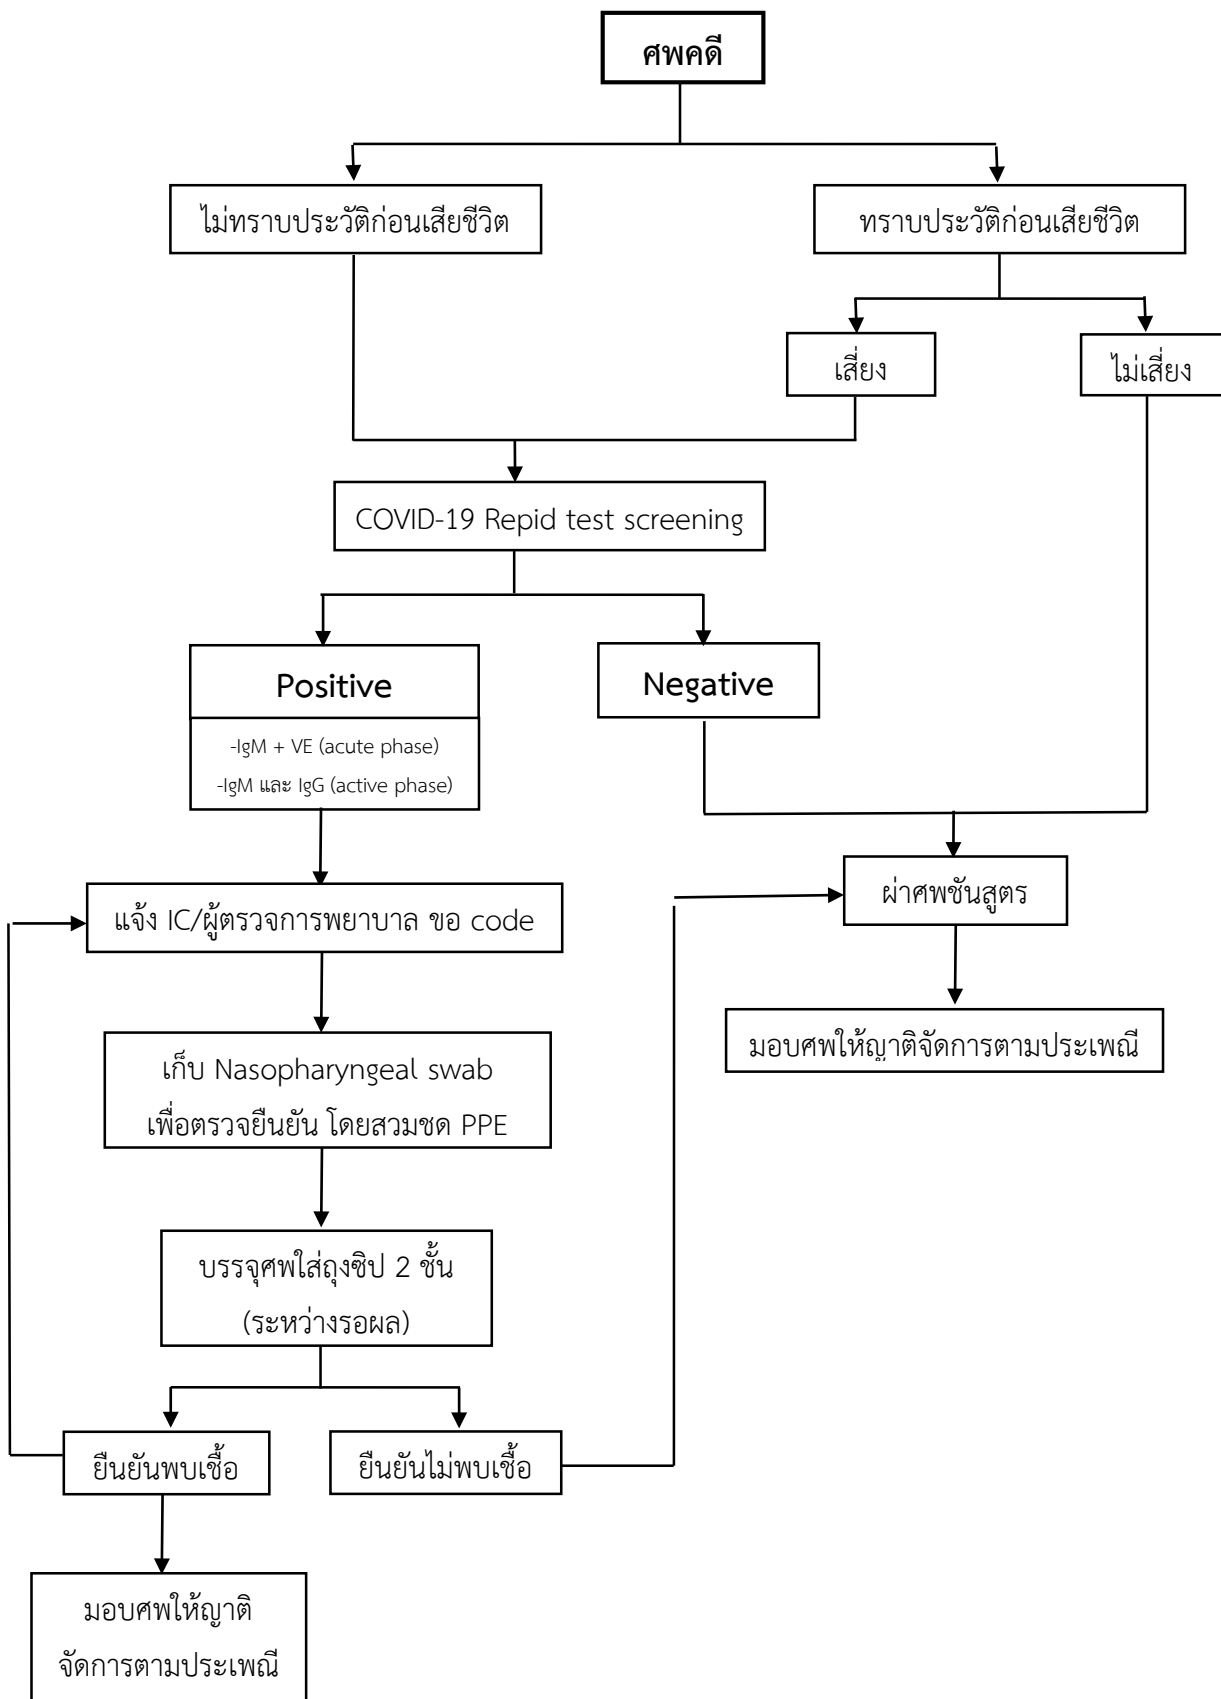 ศพคดี
ไม่ทราบประวัติก่อนเสียชีวิต
ทราบประวัติก่อนเสียชีวิต
เสี่ยง
ไม่เสี่ยง
COVID-19 Repid test screening
Positive
Negative
-IgM + VE (acute phase)
-IgM และ IgG (active phase)
แจ้ง IC/ผู้ตรวจการพยาบาล ขอ code
ผ่าศพชันสูตร
เก็บ Nasopharyngeal swab
เพื่อตรวจยืนยัน โดยสวมชด PPE
มอบศพให้ญาติจัดการตามประเพณี
บรรจุศพใส่ถุงซิป 2 ชั้น
(ระหว่างรอผล)
ยืนยันพบเชื้อ
ยืนยันไม่พบเชื้อ
มอบศพให้ญาติ
จัดการตามประเพณี